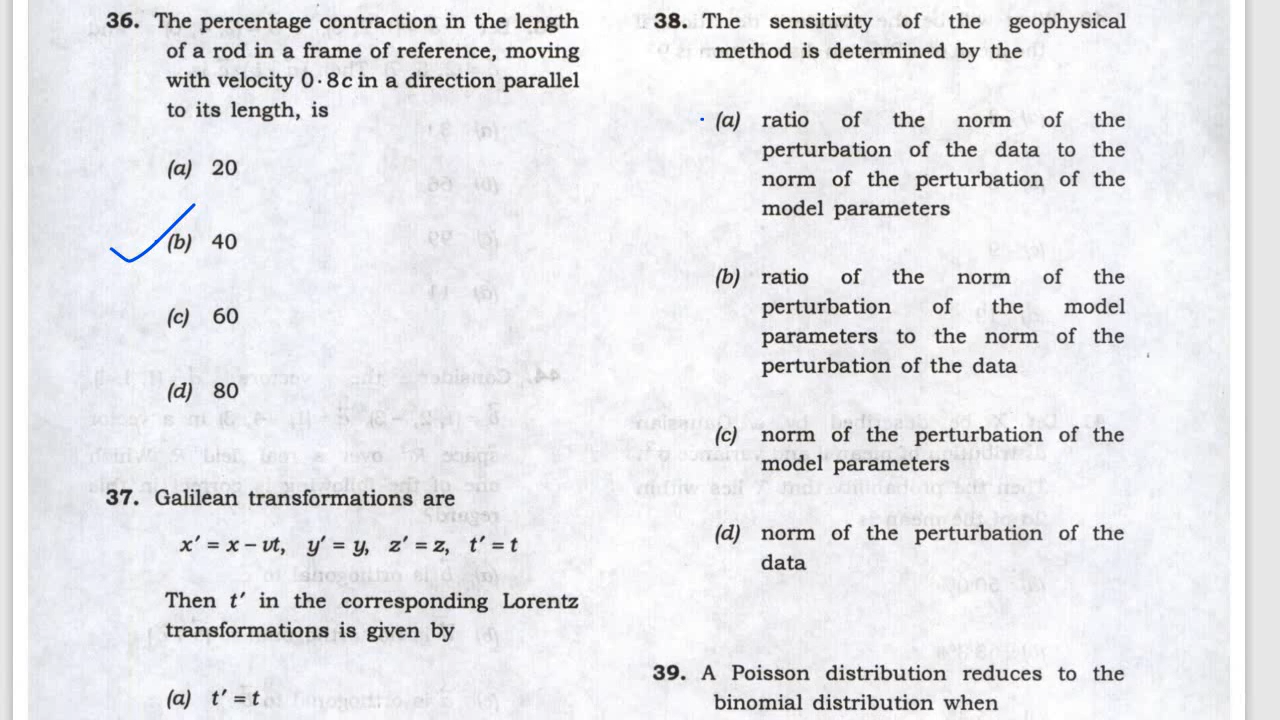 36. The percentage contraction in the length
of a rod in a frame of reference, moving
with velocity 0·8c in a direction parallel
to its length, is
(a) 20
(b) 40
(c) 60
(d) 80
37. Galilean transformations are
x′ = x − vt, y′ = y, z′ = z, t′ = t
Then t′ in the corresponding Lorentz
transformations is given by
(a) t′ = t
38. The sensitivity of the geophysical
method is determined by the
(a) ratio of the norm of the
perturbation of the data to the
norm of the perturbation of the
model parameters
(b) ratio of the norm of the
perturbation of the model
parameters to the norm of the
perturbation of the data
(c) norm of the perturbation of the
model parameters
(d) norm of the perturbation of the
data
39. A Poisson distribution reduces to the
binomial distribution when